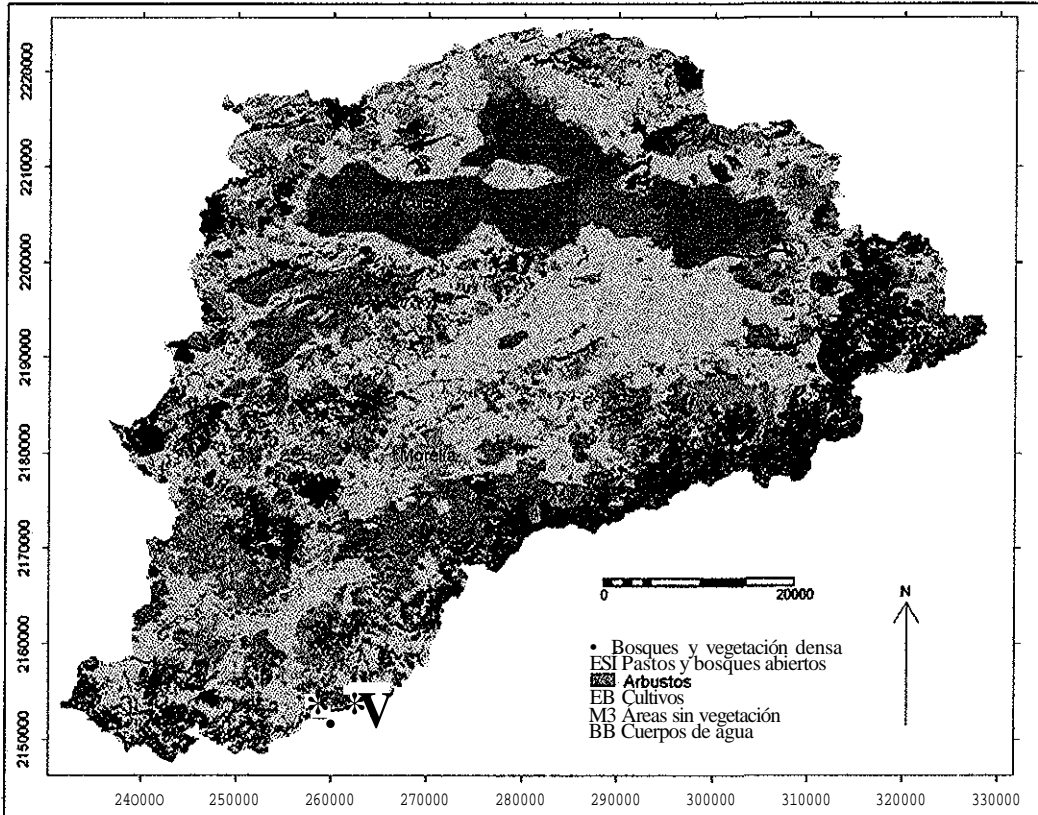 2220000
2210000
2200000
2190000
2180000
2170000
2160000
2150000
Morelia
0 20000
N
• Bosques y vegetación densa
ESI Pastos y bosques abiertos
Arbustos
EB Cultivos
M3 Áreas sin vegetación
BB Cuerpos de agua
* *V
240000 250000 260000 270000 280000 290000 300000 310000 320000 330000